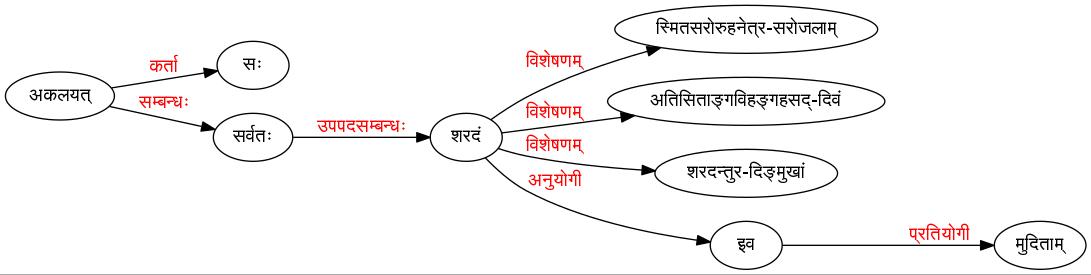 अकलयत्
कर्ता
सः
सम्बन्धः
सर्वतः
उपपदसम्बन्धः
शरदं
विशेषणम्
स्मितसरोरुहनेत्र-सरोजलाम्
विशेषणम्
अतिसिताङ्गविहङ्गहसद्-दिवं
विशेषणम्
शरदन्तुर-दिङ्मुखां
अनुयोगी
इव
प्रतियोगी
मुदिताम्